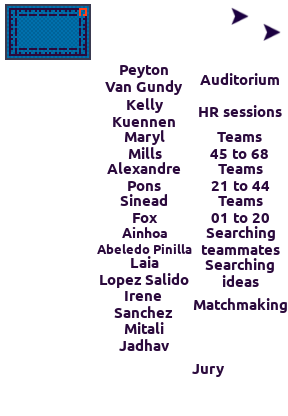 Peyton
Van Gundy
Kelly
Kuennen
Maryl
Mills
Alexandre
Pons
Sinead
Fox
Ainhoa
Abeledo Pinilla
Laia
Lopez Salido
Irene
Sanchez
Mitali
Jadhav
Auditorium
HR sessions
Teams
45 to 68
Teams
21 to 44
Teams
01 to 20
Searching
teammates
Searching
ideas
Matchmaking
Jury